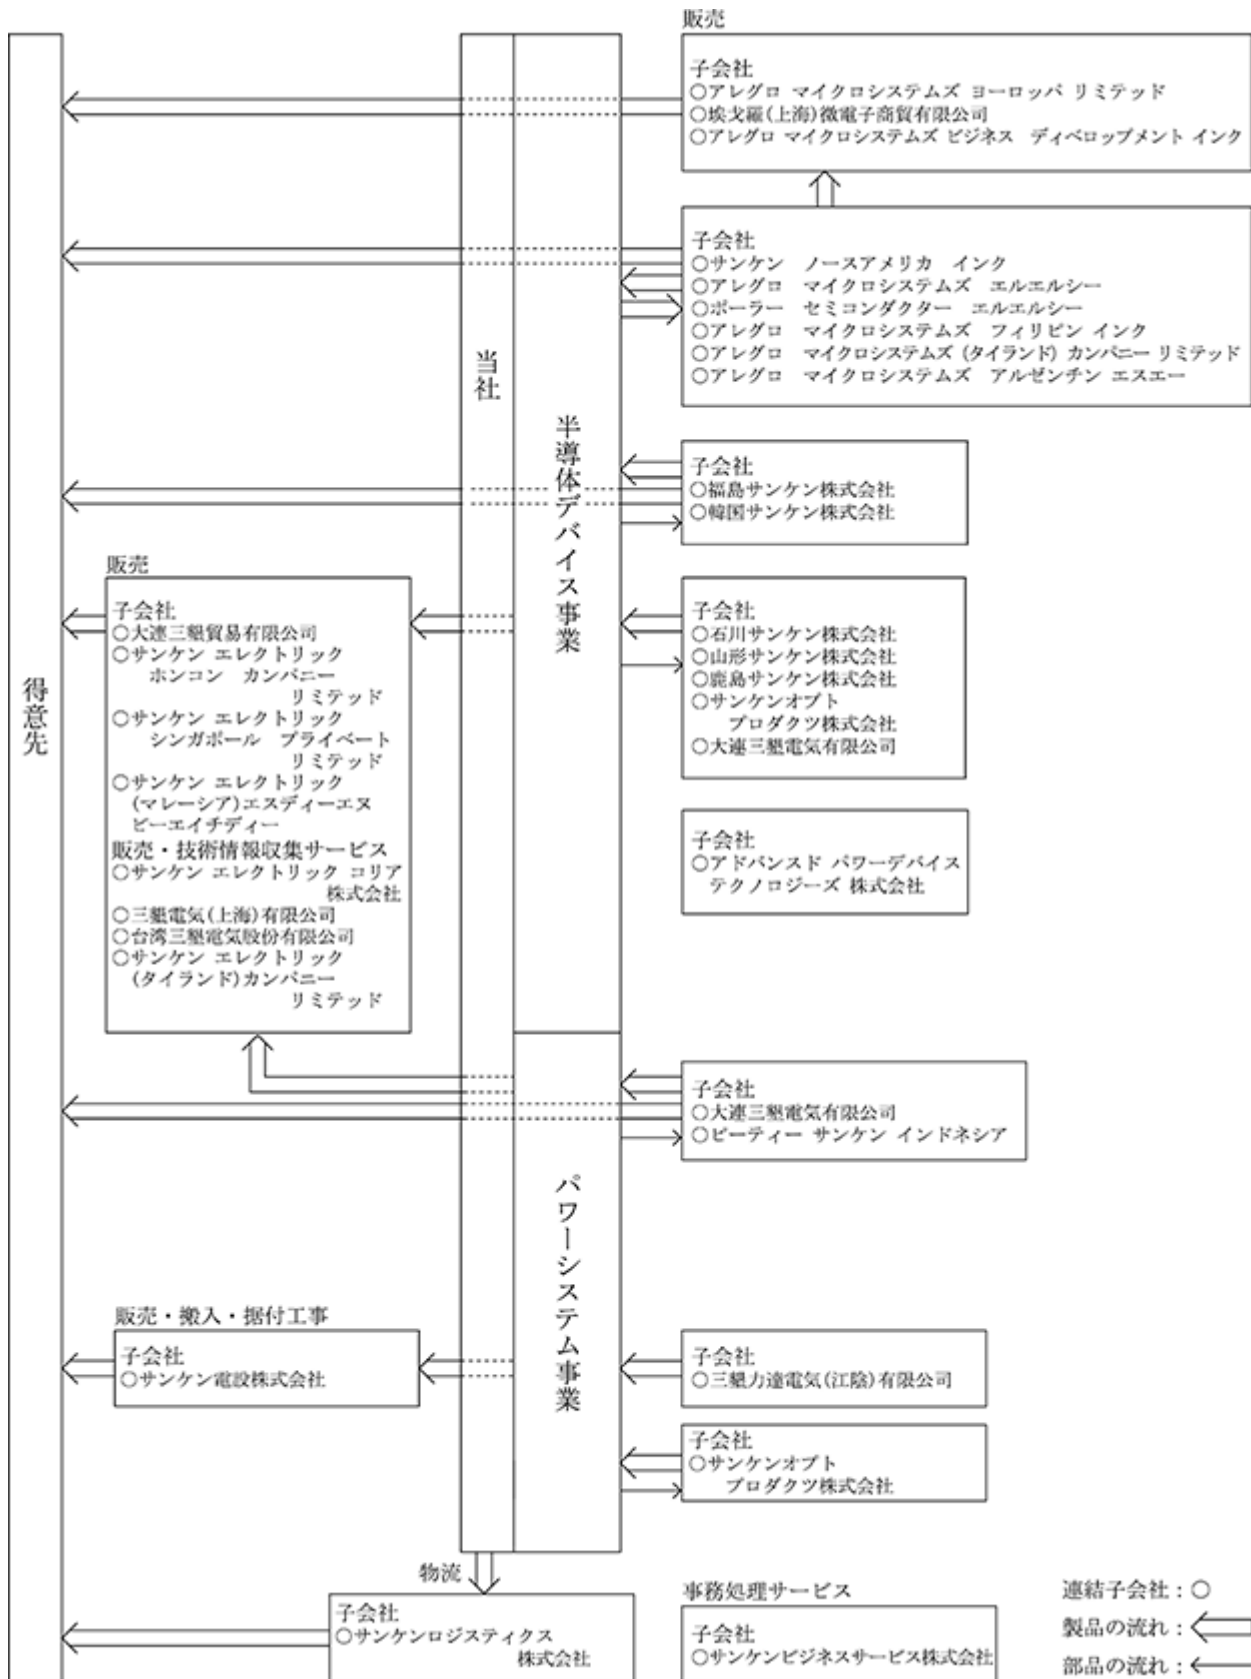 販売
子会社
○アレグロ マイクロシステムズ ヨーロッパ リミテッド
○埃戈羅(上海)微電子商貿有限公司
○アレグロ マイクロシステムズ ビジネス ディベロップメント インク
子会社
○サンケン ノースアメリカ インク
○アレグロ マイクロシステムズ エルエルシー
○ポーラー セミコンダクター エルエルシー
○アレグロ マイクロシステムズ フィリピン インク
○アレグロ マイクロシステムズ (タイランド) カンパニー リミテッド
○アレグロ マイクロシステムズ アルゼンチン エスエー
当社
半導体デバイス事業
子会社
○福島サンケン株式会社
○韓国サンケン株式会社
販売
子会社
○大連三墾貿易有限公司
○サンケン エレクトリック
ホンコン カンパニー
リミテッド
○サンケン エレクトリック
シンガポール プライベート
リミテッド
○サンケン エレクトリック
(マレーシア)エスディーエヌ
ビーエイチディー
販売・技術情報収集サービス
○サンケン エレクトリック コリア
株式会社
○三墾電気(上海)有限公司
○台湾三墾電気股份有限公司
○サンケン エレクトリック
(タイランド)カンパニー
リミテッド
子会社
○石川サンケン株式会社
○山形サンケン株式会社
○鹿島サンケン株式会社
○サンケンオプト
プロダクツ株式会社
○大連三墾電気有限公司
得意先
子会社
○アドバンスド パワーデバイス
テクノロジーズ 株式会社
子会社
○大連三墾電気有限公司
○ピーティー サンケン インドネシア
パワーシステム事業
販売・搬入・据付工事
子会社
○サンケン電設株式会社
子会社
○三墾力達電気(江陰)有限公司
子会社
○サンケンオプト
プロダクツ株式会社
物流
子会社
○サンケンロジスティクス
株式会社
事務処理サービス
子会社
○サンケンビジネスサービス株式会社
連結子会社：○
製品の流れ：
部品の流れ：